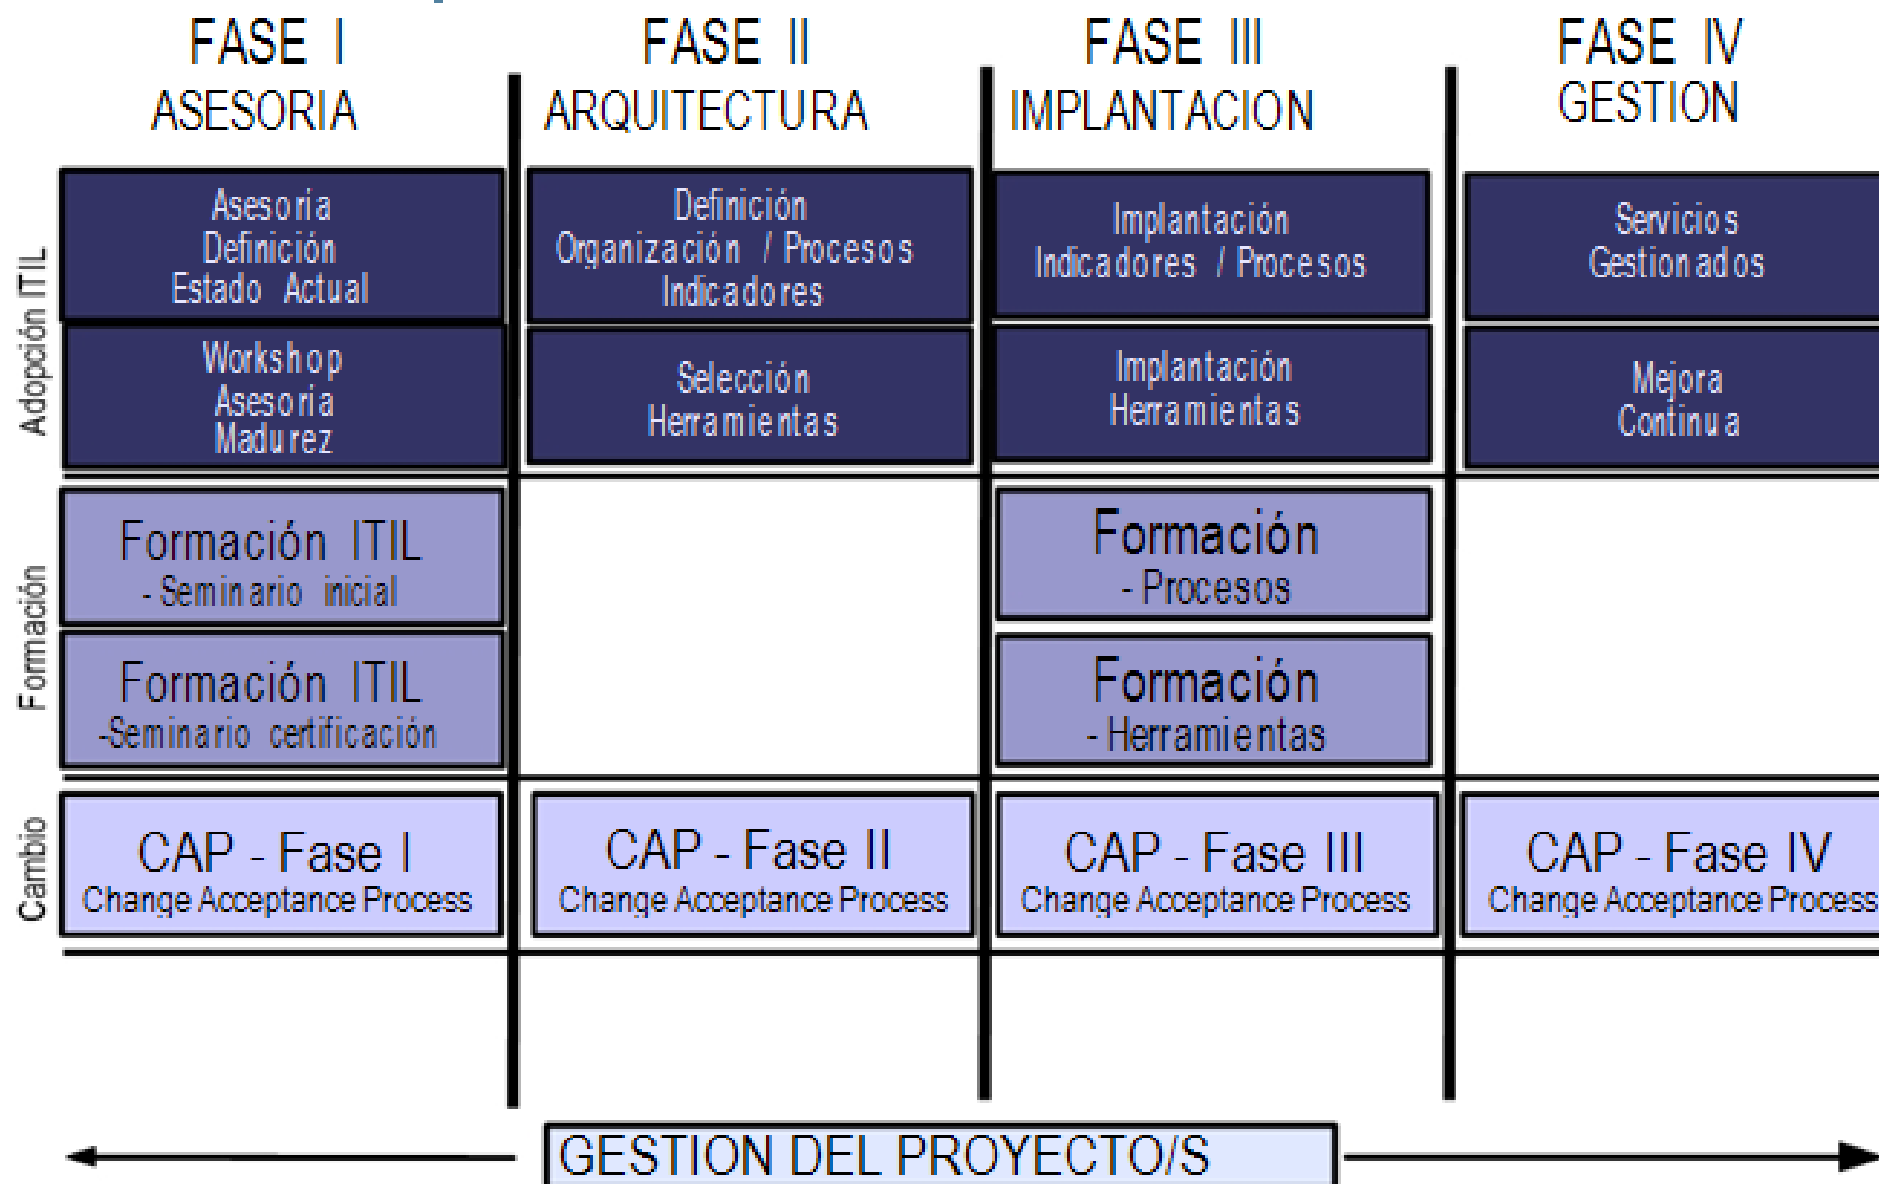 FASE I
ASESORIA
FASE II
ARQUITECTURA
FASE III
IMPLANTACION
FASE IV
GESTION
Adopción ITIL
Asesoria
Definición
Estado Actual
Definición
Organización / Procesos
Indicadores
Implantación
Indicadores / Procesos
Servicios
Gestionados
Workshop
Asesoria
Madurez
Selección
Herramientas
Implantación
Herramientas
Mejora
Continua
Formación
Formación ITIL
- Seminario inicial
Formación
- Procesos
Formación ITIL
-Seminario certificación
Formación
- Herramientas
Cambio
CAP - Fase I
Change Acceptance Process
CAP - Fase II
Change Acceptance Process
CAP - Fase III
Change Acceptance Process
CAP - Fase IV
Change Acceptance Process
GESTION DEL PROYECTO/S